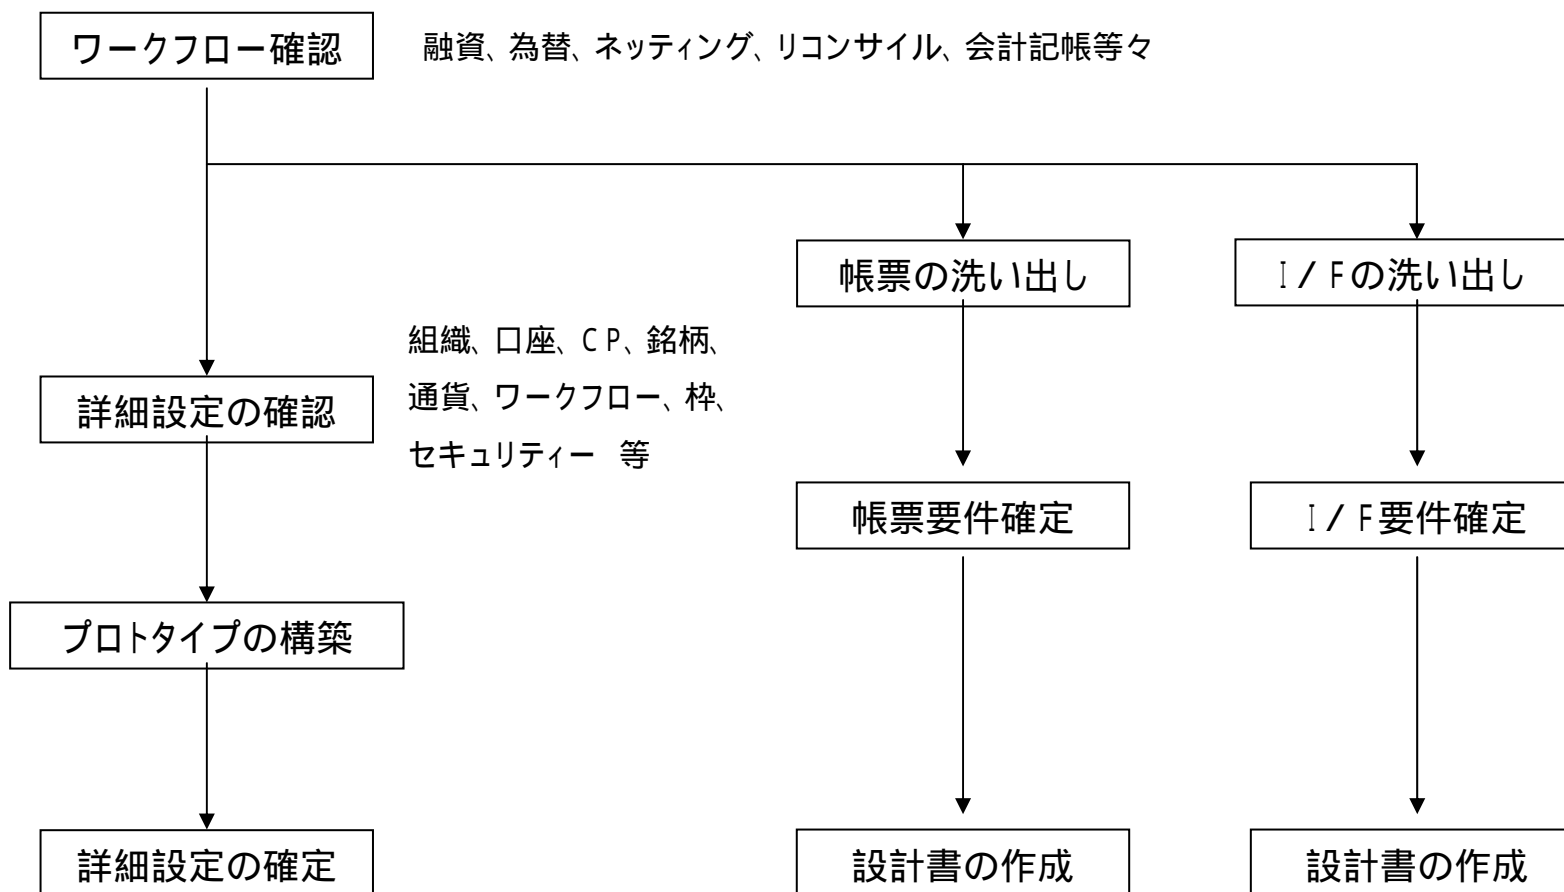 ワークフロー確認
融資、為替、ネッティング、リコンサイル、会計記帳等々
帳票の洗い出し
I/Fの洗い出し
組織、口座、CP、銘柄、
通貨、ワークフロー、枠、
セキュリティー 等
詳細設定の確認
帳票要件確定
I/F要件確定
プロトタイプの構築
詳細設定の確定
設計書の作成
設計書の作成